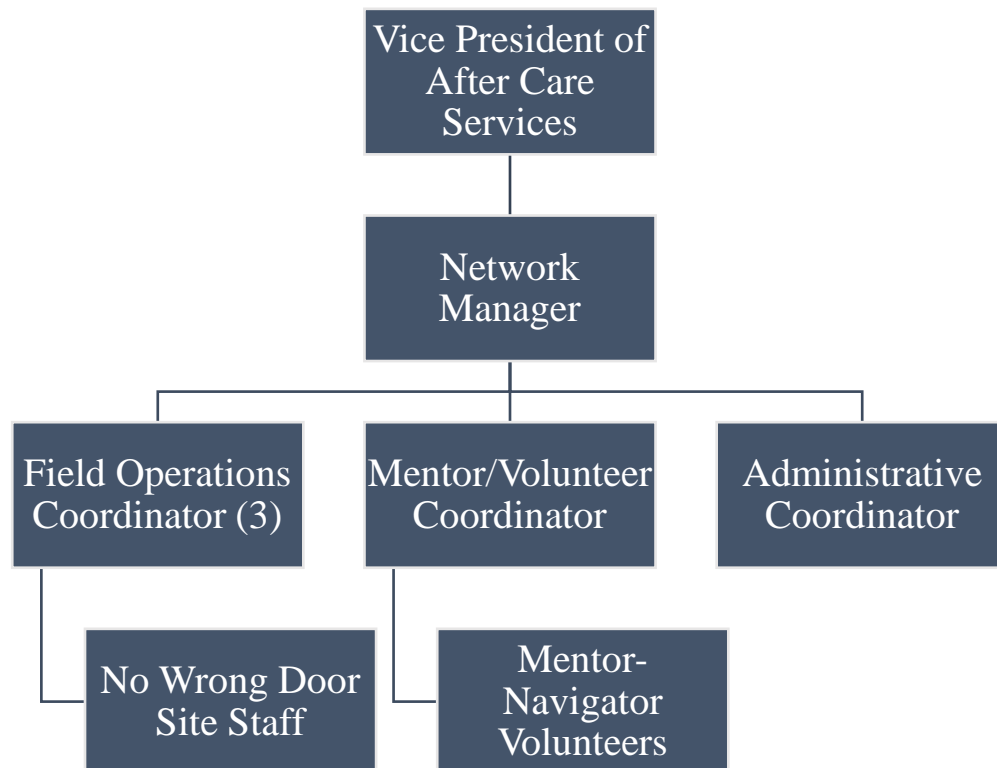 Vice President of
After Care
Services
Network
Manager
Field Operations
Coordinator (3)
Mentor/Volunteer
Coordinator
Administrative
Coordinator
No Wrong Door
Site Staff
Mentor-
Navigator
Volunteers